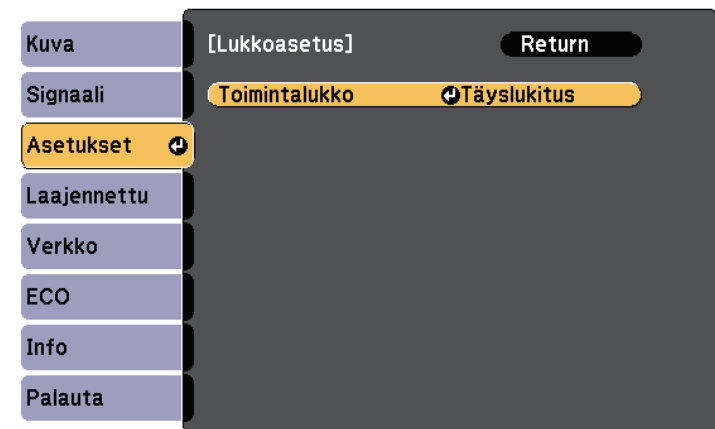 Kuva
Signaali
Asetukset
Laajennettu
Verkko
ECO
Info
Palauta
[Lukkoasetus] Return
Toimintalukko Täyslukitus